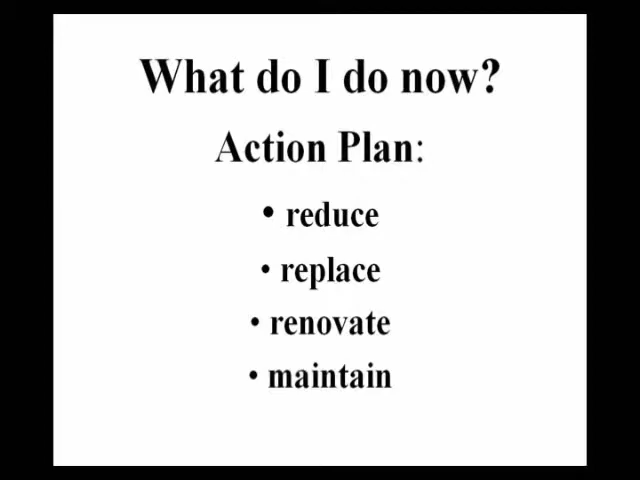 What do I do now?
Action Plan:
• reduce
• replace
• renovate
• maintain